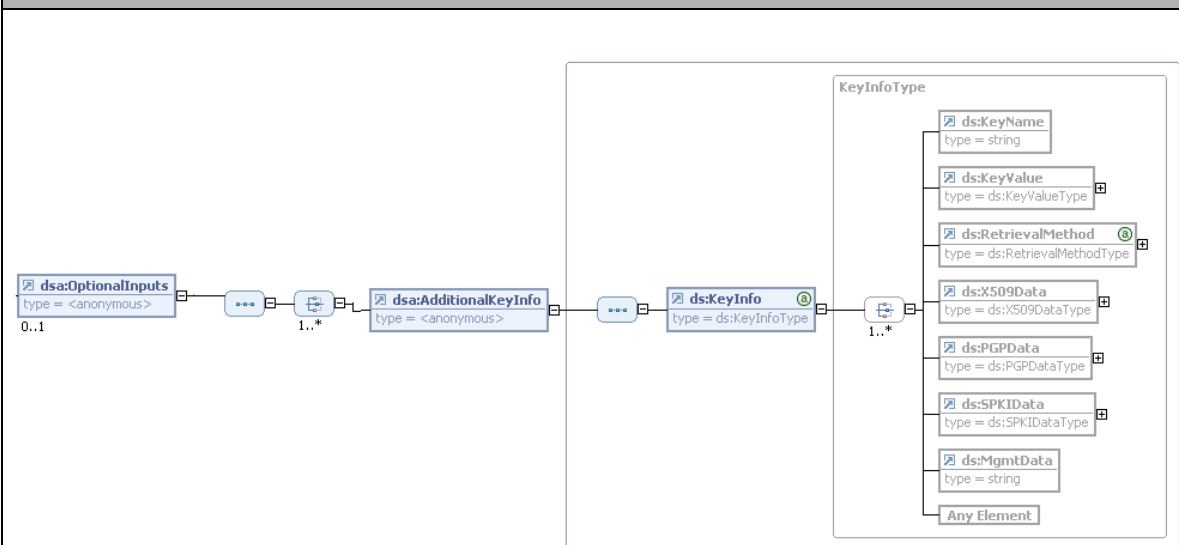 KeyInfoType
ds:KeyName
type = string
ds:KeyValue
type = ds:KeyValueType
ds:RetrievalMethod a
type = ds:RetrievalMethodType
dsa:OptionalInputs
type = <anonymous>
0..1
1..*
dsa:AdditionalKeyInfo
type = <anonymous>
ds:KeyInfo a
type = ds:KeyInfoType
1..*
ds:X509Data
type = ds:X509DataType
ds:PGPData
type = ds:PGPDataType
ds:SPKIData
type = ds:SPKIDataType
ds:MgmtData
type = string
Any Element